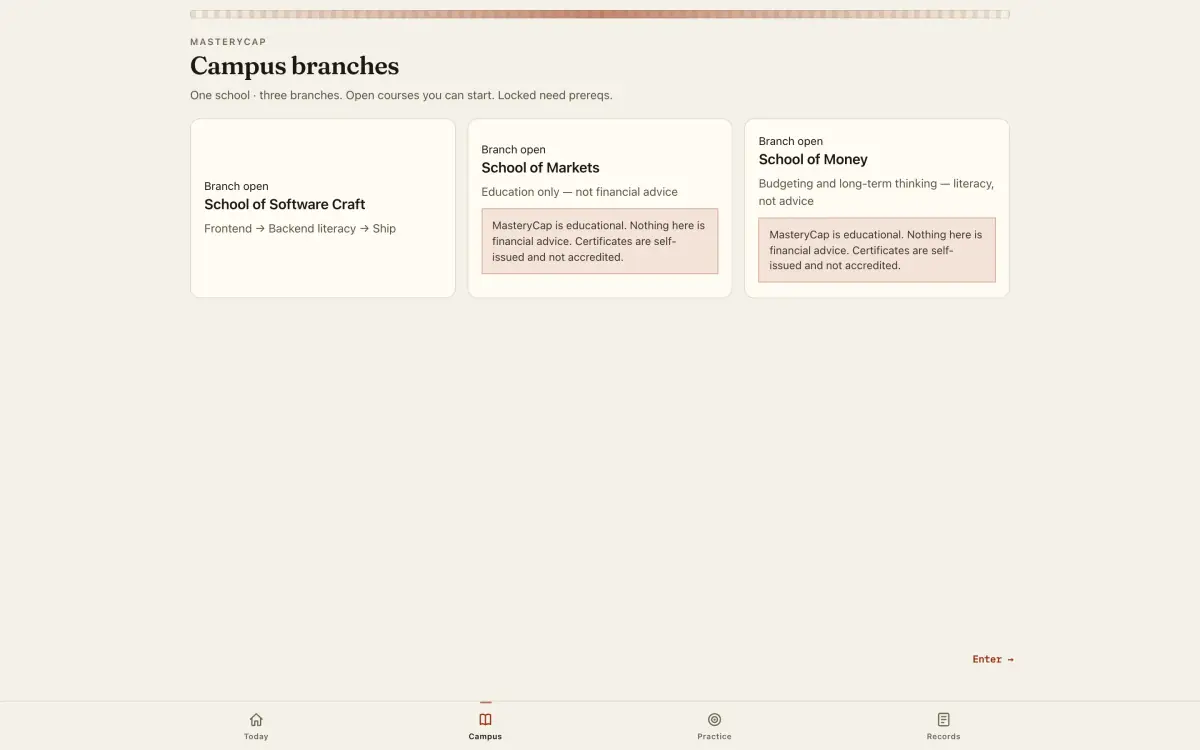 MASTERYCAP
Campus branches
One school · three branches. Open courses you can start. Locked need prereqs.
Branch open
School of Software Craft
Frontend → Backend literacy → Ship
Branch open
School of Markets
Education only — not financial advice
MasteryCap is educational. Nothing here is
financial advice. Certificates are self-
issued and not accredited.
Branch open
School of Money
Budgeting and long-term thinking — literacy,
not advice
MasteryCap is educational. Nothing here is
financial advice. Certificates are self-
issued and not accredited.
Enter →
Today
Campus
Practice
Records